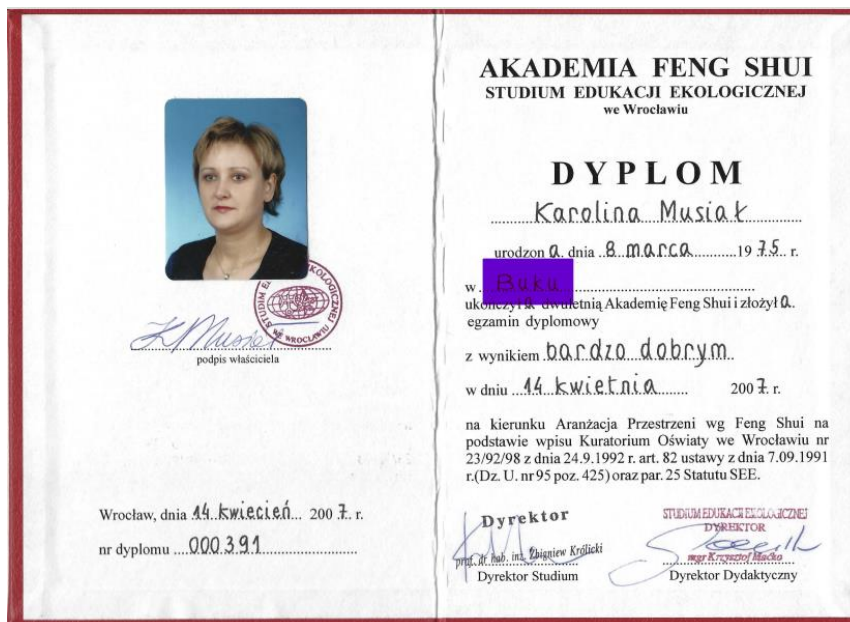 podpis właściciela
WE WROCŁAWIU
Wrocław, dnia 14 kwiecień 2007. r.
nr dyplomu 000391
AKADEMIA FENG SHUI
STUDIUM EDUKACJI EKOLOGICZNEJ
we Wrocławiu
DYPLOM
Karolina Musiał
urodzona dnia 8 marca 1975. r.
w Buku
ukończyła dwuletnią Akademię Feng Shui i złożyła
egzamin dyplomowy
z wynikiem bardzo dobrym
w dniu 14 kwietnia 2007. r.
na kierunku Aranżacja Przestrzeni wg Feng Shui na
podstawie wpisu Kuratorium Oświaty we Wrocławiu nr
23/92/98 z dnia 24.9.1992 r. art. 82 ustawy z dnia 7.09.1991
r.(Dz. U. nr 95 poz. 425) oraz par. 25 Statutu SEE.
Dyrektor
prof. dr hab. inż. Zbigniew Królicki
Dyrektor Studium
STUDIUM EDUKACJI EKOLOGICZNEJ
DYREKTOR
mgr Krzysztof Maćko
Dyrektor Dydaktyczny